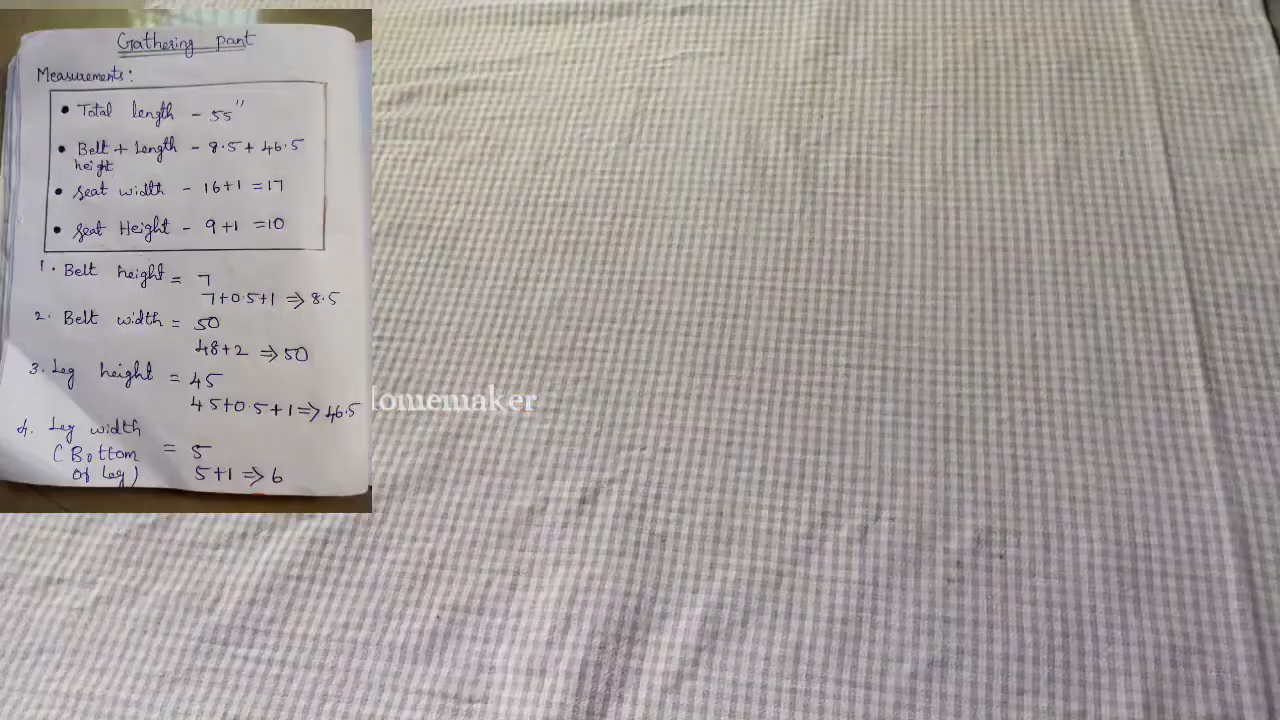 Gathering pant
Measurements:
• Total length - 55"
• Belt + Length - 8.5 + 46.5
height
• Seat width - 16+1 = 17
• Seat Height - 9+1 = 10
1. Belt height = 7
7+0.5+1 ⇒ 8.5
2. Belt width = 50
48+2 ⇒ 50
3. Leg height = 45
45+0.5+1 ⇒ 46.5
4. Leg width
(Bottom = 5
of Leg) 5+1 ⇒ 6
Homemaker